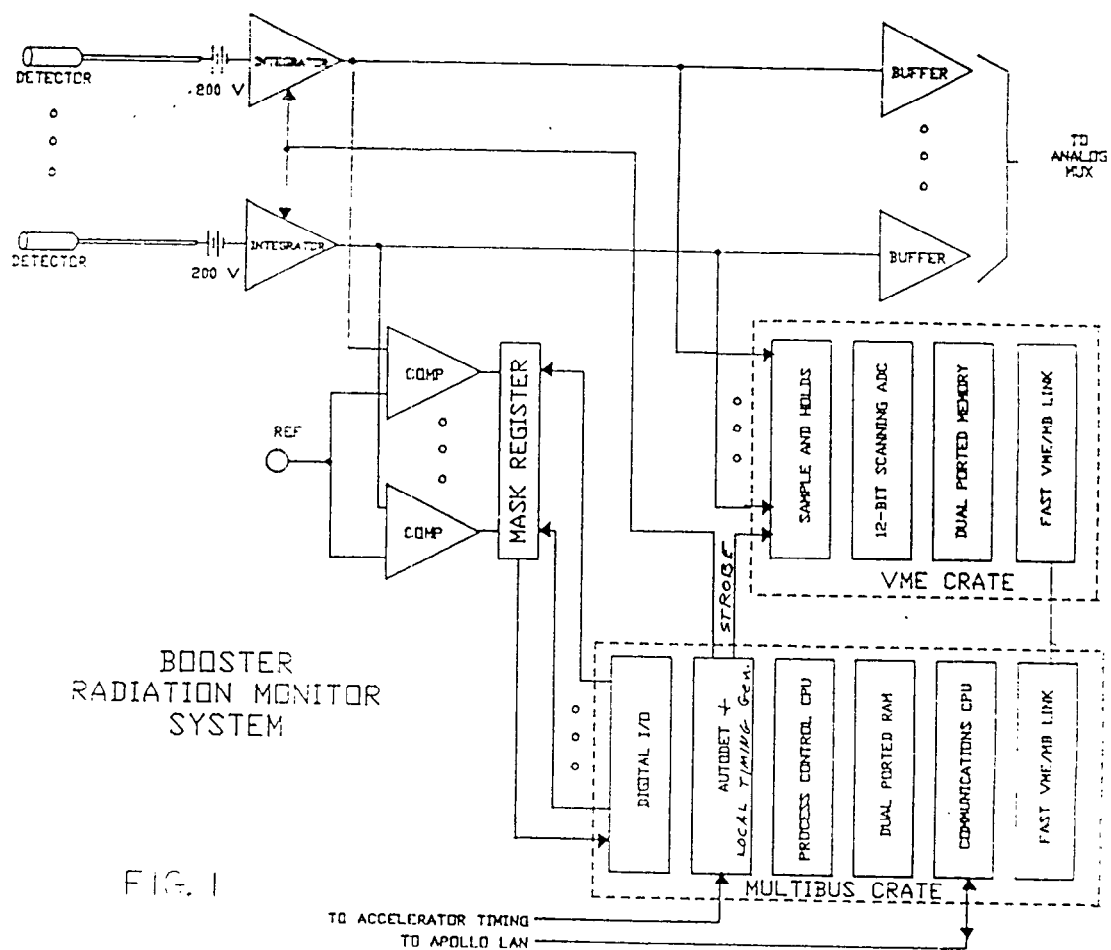 DETECTOR
.200 V
INTEGRATOR
BUFFER
TO
ANALOG
MUX
DETECTOR
200 V
INTEGRATOR
BUFFER
COMP
REF
COMP
MASK REGISTER
SAMPLE AND HOLDS
12-BIT SCANNING ADC
DUAL PORTED MEMORY
FAST VME/MB LINK
VME CRATE
STROBE
BOOSTER
RADIATION MONITOR
SYSTEM
DIGITAL I/O
AUTODET +
LOCAL TIMING Gen.
PROCESS CONTROL CPU
DUAL PORTED RAM
COMMUNICATIONS CPU
FAST VME/MB LINK
MULTIBUS CRATE
FIG. 1
TO ACCELERATOR TIMING
TO APOLLO LAN